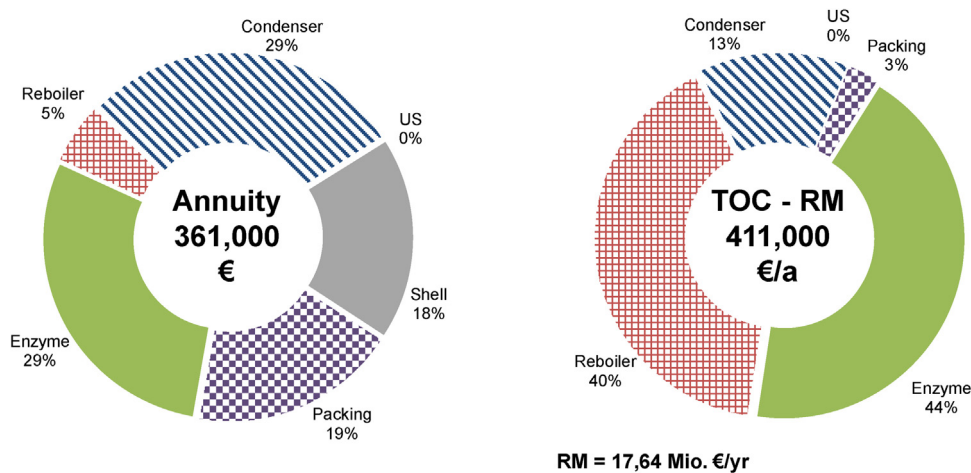 Condenser
29%
Reboiler
5%
US
0%
Annuity
361,000
€
Shell
18%
Enzyme
29%
Packing
19%
US
0%
Condenser
13%
Packing
3%
TOC - RM
411,000
€/a
Reboiler
40%
Enzyme
44%
RM = 17,64 Mio. €/yr